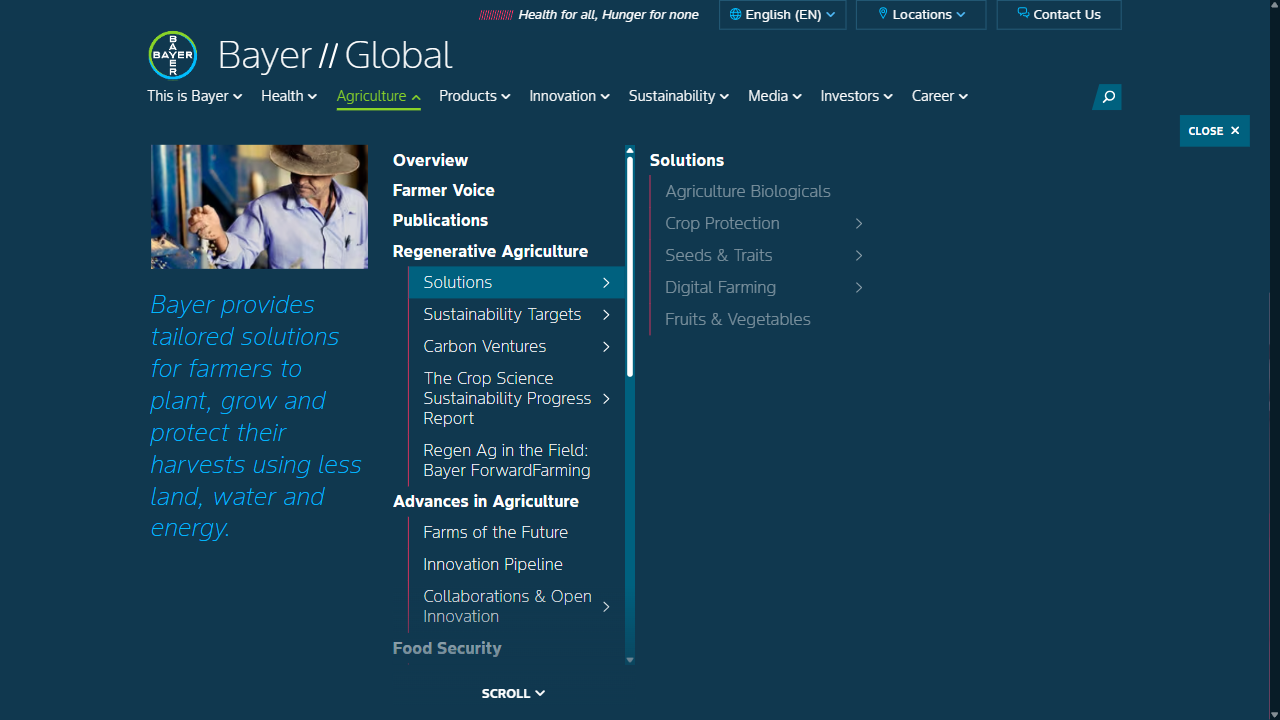 Health for all, Hunger for none
English (EN)
Locations
Contact Us
BAYER
BAYER
Bayer // Global
This is Bayer
Health
Agriculture
Products
Innovation
Sustainability
Media
Investors
Career
CLOSE ×
Bayer provides
tailored solutions
for farmers to
plant, grow and
protect their
harvests using less
land, water and
energy.
Overview
Farmer Voice
Publications
Regenerative Agriculture
Solutions
Sustainability Targets
Carbon Ventures
The Crop Science
Sustainability Progress
Report
Regen Ag in the Field:
Bayer ForwardFarming
Advances in Agriculture
Farms of the Future
Innovation Pipeline
Collaborations & Open
Innovation
Food Security
SCROLL
Solutions
Agriculture Biologicals
Crop Protection
Seeds & Traits
Digital Farming
Fruits & Vegetables